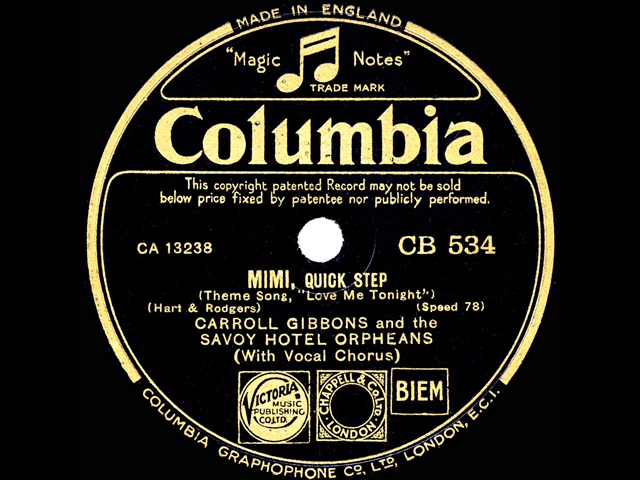 MADE IN ENGLAND
"Magic Notes"
TRADE MARK
Columbia
This copyright patented Record may not be sold
below price fixed by patentee nor publicly performed.
CA 13238
CB 534
MIMI, QUICK STEP
(Theme Song, "Love Me Tonight")
(Hart & Rodgers) (Speed 78)
CARROLL GIBBONS and the
SAVOY HOTEL ORPHEANS
(With Vocal Chorus)
VICTORIA
MUSIC
PUBLISHING
CO. LTD.
CHAPPELL & CO. LTD.
LONDON
BIEM
COLUMBIA GRAPHOPHONE CO, LTD, LONDON, E.C.1.